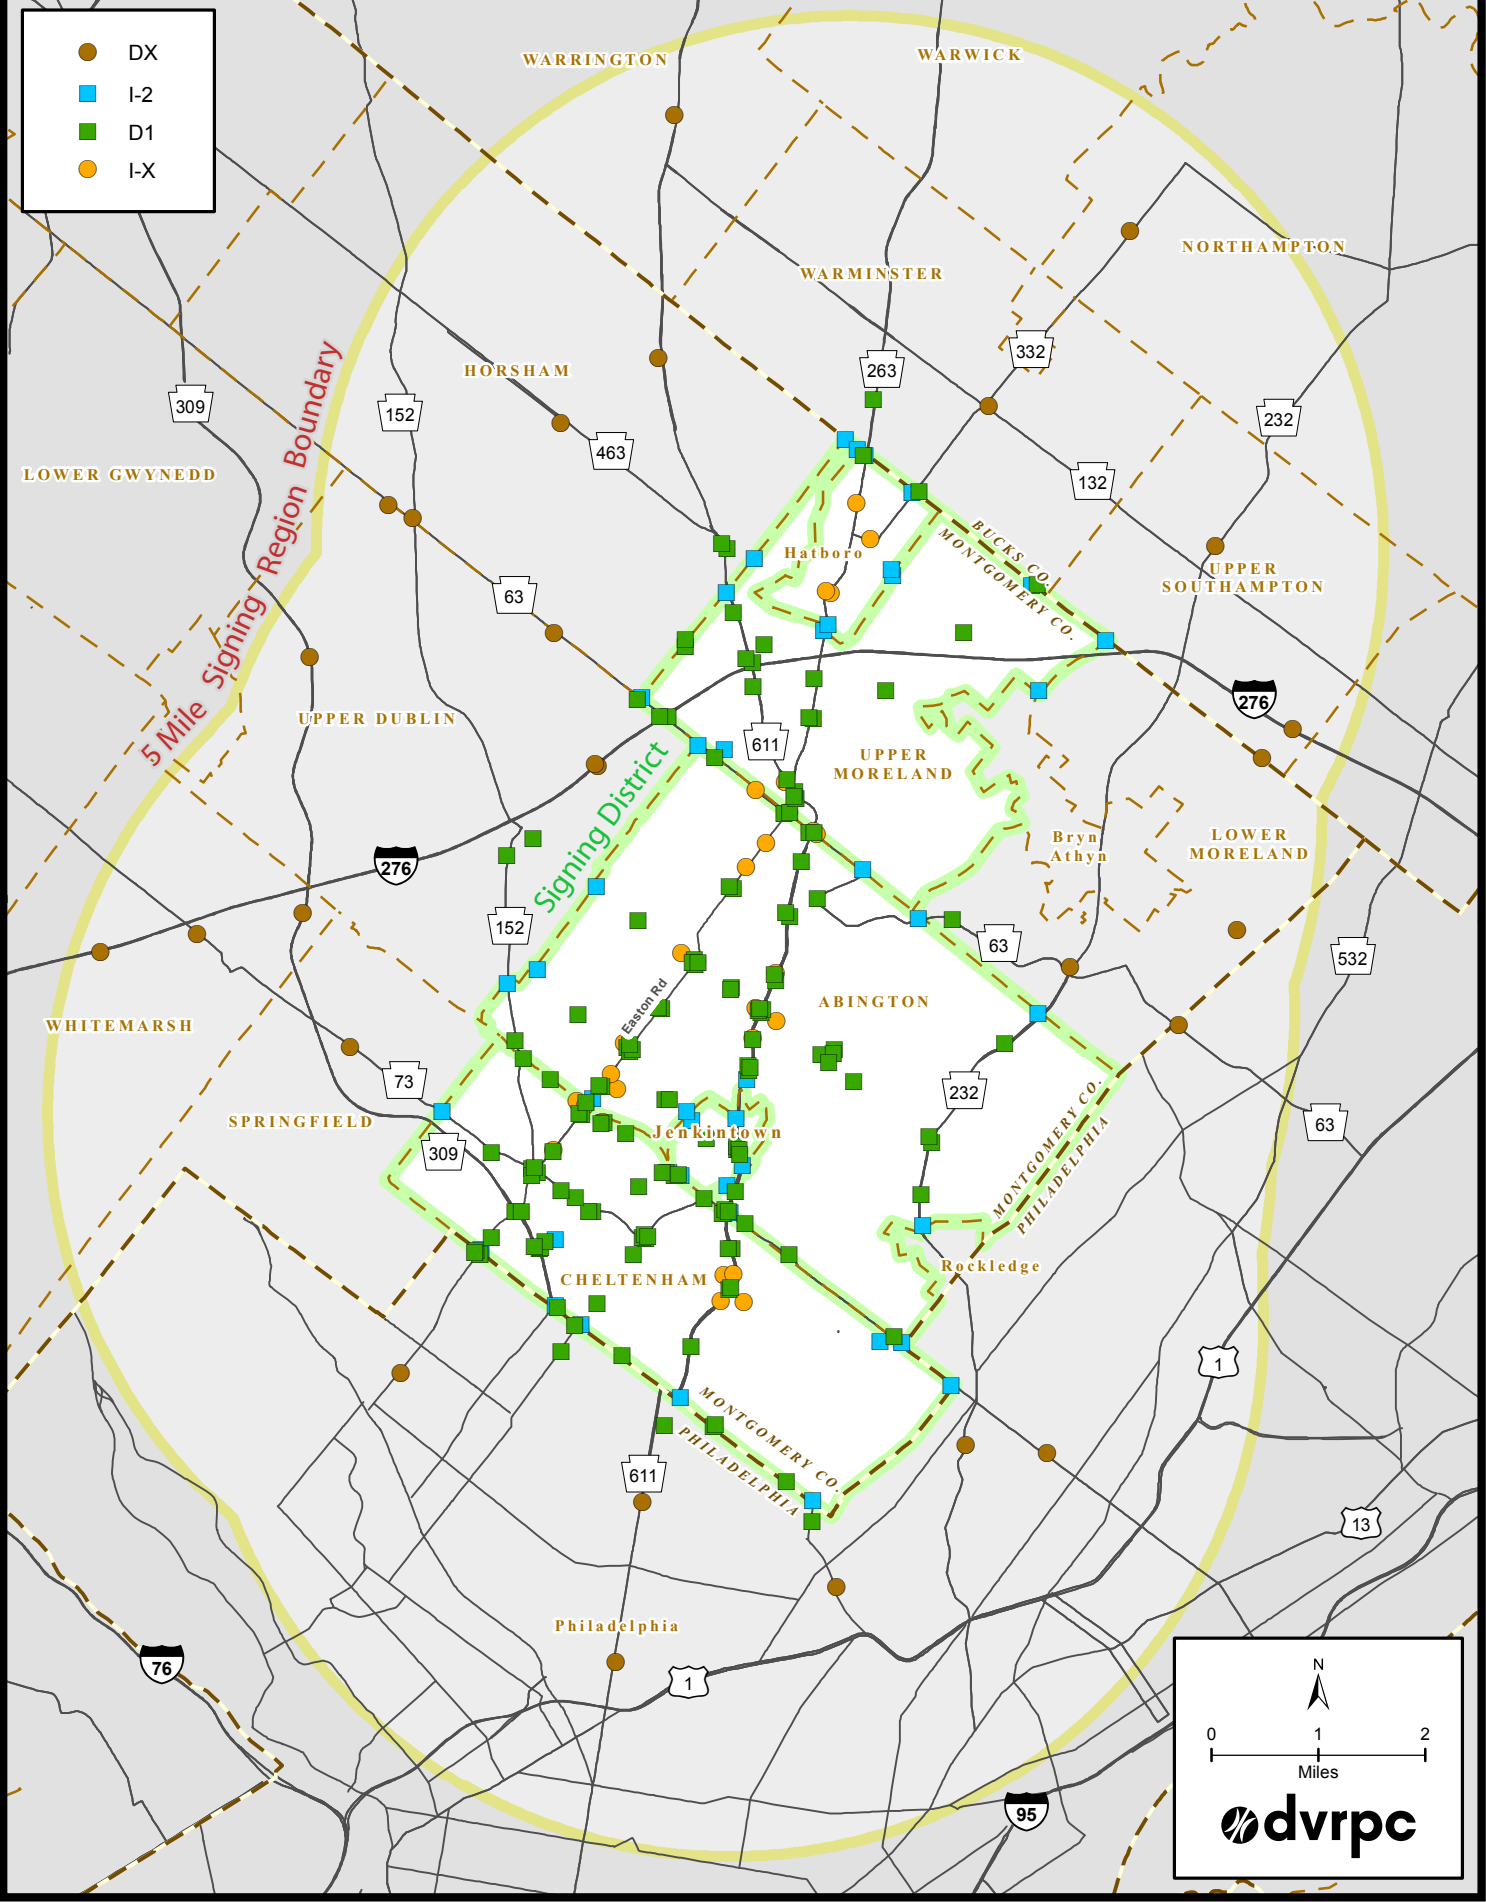 DX
I-2
D1
I-X
WARRINGTON
WARWICK
NORTHAMPTON
WARMINSTER
332
263
HORSHAM
309
152
232
463
LOWER GWYNEDD
132
5 Mile Signing Region Boundary
BUCKS CO.
MONTGOMERY CO.
Hatboro
UPPER
SOUTHAMPTON
63
276
UPPER DUBLIN
611
UPPER
MORELAND
Signing District
Bryn
Athyn
LOWER
MORELAND
276
152
63
532
Easton Rd
ABINGTON
WHITEMARSH
73
232
SPRINGFIELD
63
Jenkintown
309
MONTGOMERY CO.
PHILADELPHIA
Rockledge
CHELTENHAM
1
MONTGOMERY CO.
PHILADELPHIA
611
13
Philadelphia
76
1
N
0 1 2
Miles
95
dvrpc